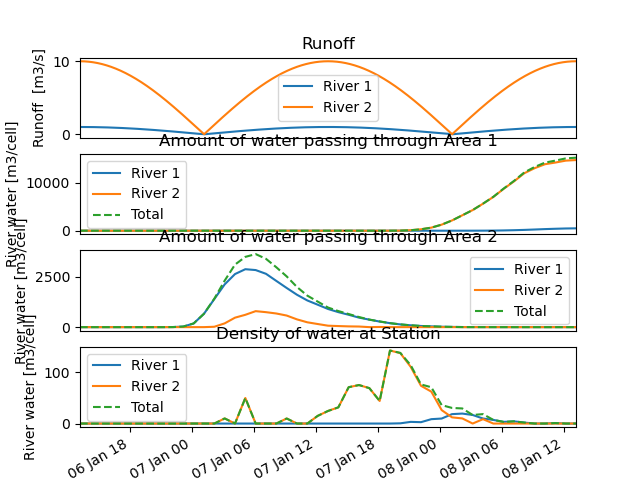 Runoff
Runoff  [m3/s]
10
0
River 1
River 2
Amount of water passing through Area 1
River water [m3/cell]
10000
0
River 1
River 2
Total
Amount of water passing through Area 2
River water [m3/cell]
2500
0
River 1
River 2
Total
Density of water at Station
River water [m3/cell]
100
0
River 1
River 2
Total
06 Jan 18
07 Jan 00
07 Jan 06
07 Jan 12
07 Jan 18
08 Jan 00
08 Jan 06
08 Jan 12